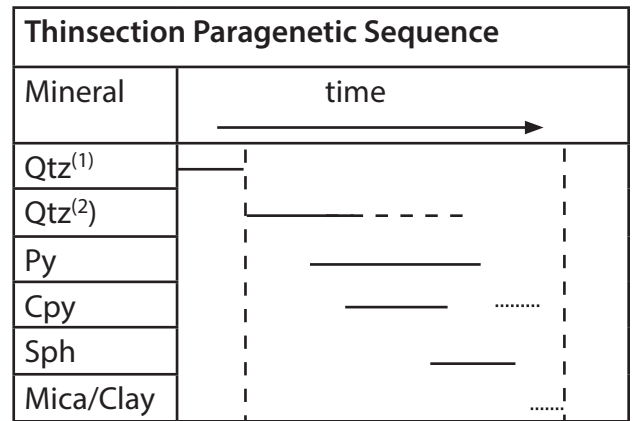 Thinsection Paragenetic Sequence
Mineral time
Qtz⁽¹⁾
Qtz⁽²⁾
Py
Cpy
Sph
Mica/Clay